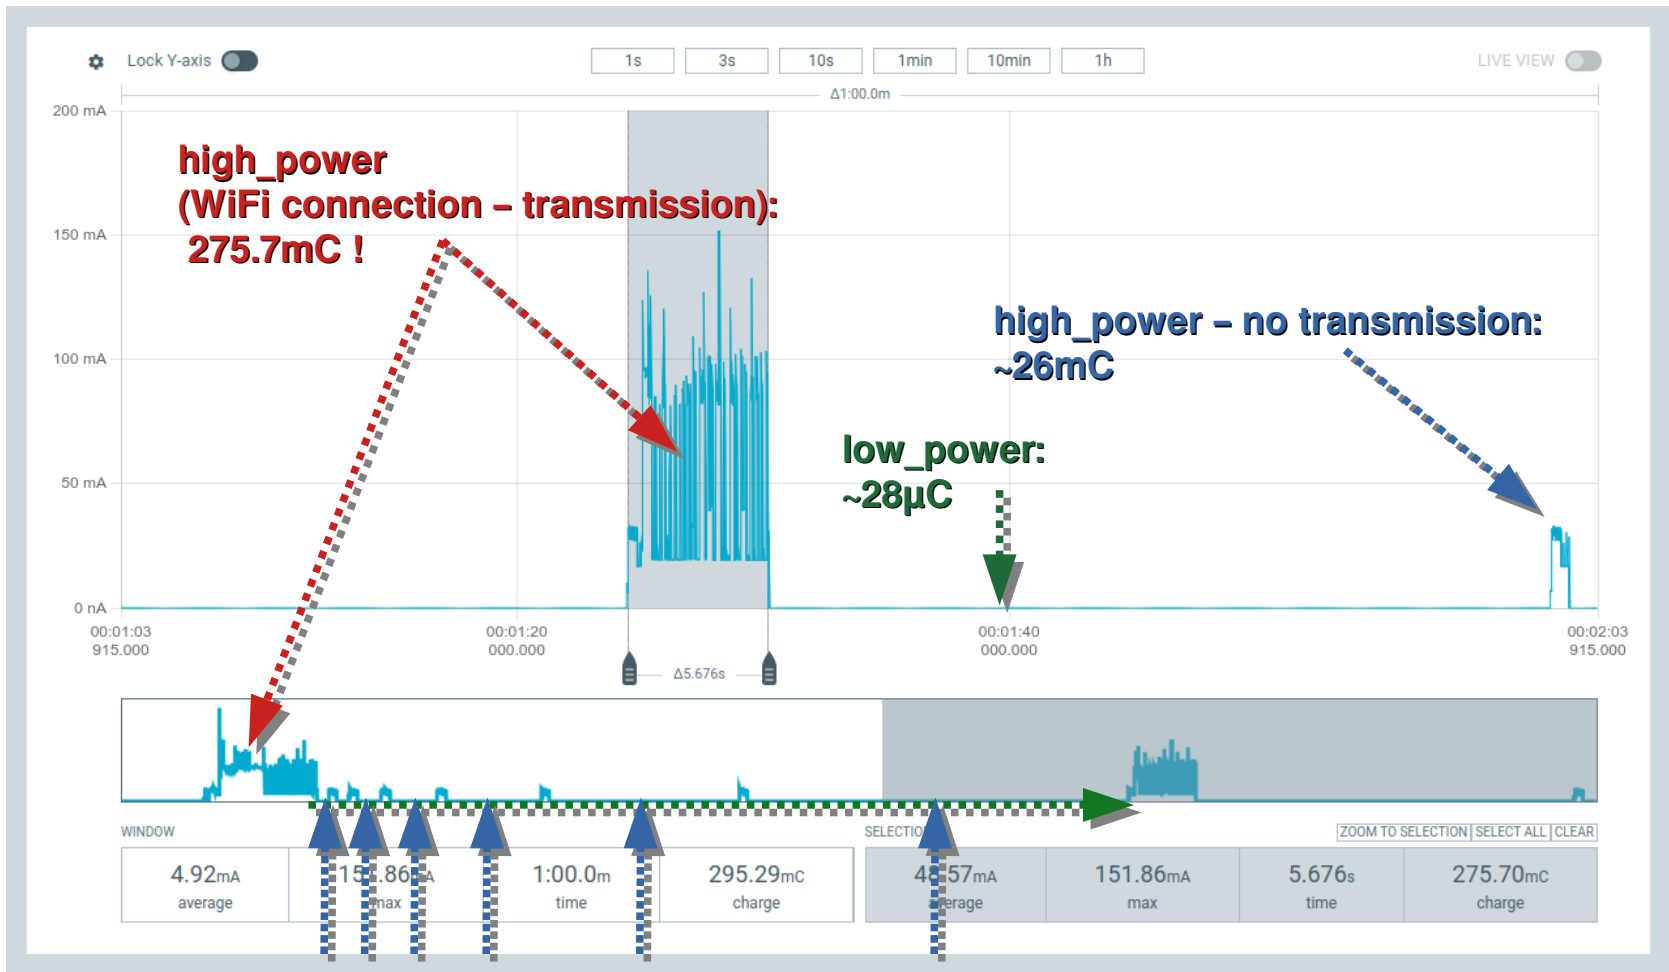 Lock Y-axis
1s 3s 10s 1min 10min 1h
LIVE VIEW
Δ1:00.0m
200 mA
high_power
(WiFi connection – transmission):
275.7mC !
150 mA
high_power – no transmission:
~26mC
100 mA
low_power:
~28µC
50 mA
0 nA
00:01:03 00:01:20 00:01:40 00:02:03
915.000 000.000 000.000 915.000
Δ5.676s
WINDOW
ZOOM TO SELECTION SELECT ALL CLEAR
4.92mA 1:00.0m 295.29mC 151.86mA 5.676s 275.70mC
average max time charge max time charge